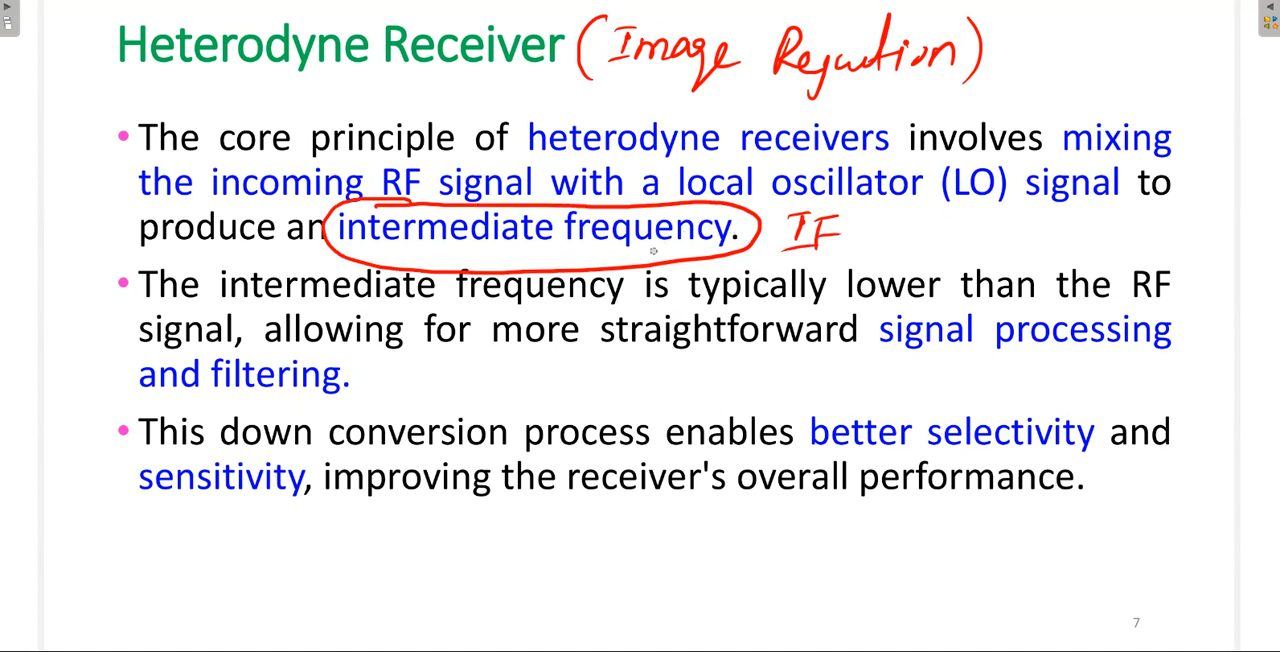 Heterodyne Receiver (Image Rejection)
• The core principle of heterodyne receivers involves mixing
the incoming RF signal with a local oscillator (LO) signal to
produce an intermediate frequency. IF
• The intermediate frequency is typically lower than the RF
signal, allowing for more straightforward signal processing
and filtering.
• This down conversion process enables better selectivity and
sensitivity, improving the receiver's overall performance.
7